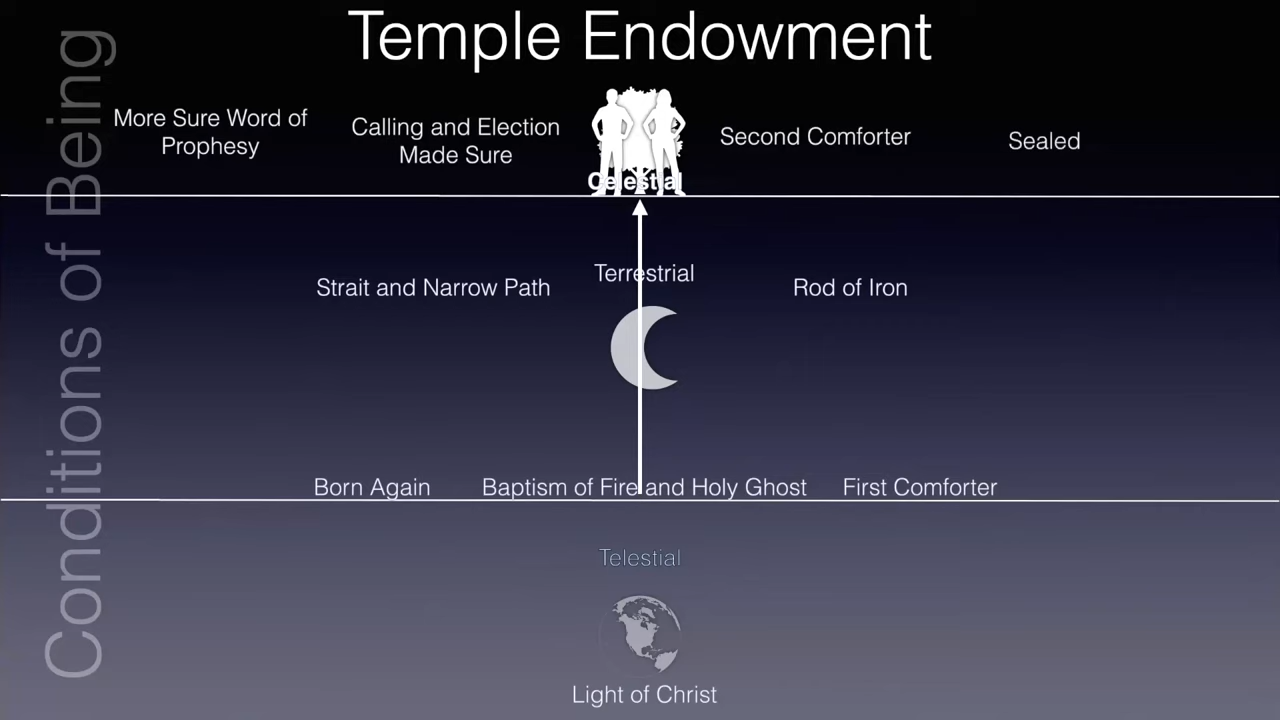 Temple Endowment
Conditions of Being
More Sure Word of
Prophesy
Calling and Election
Made Sure
Second Comforter
Sealed
Celestial
Strait and Narrow Path
Terrestrial
Rod of Iron
Born Again
Baptism of Fire and Holy Ghost
First Comforter
Telestial
Light of Christ